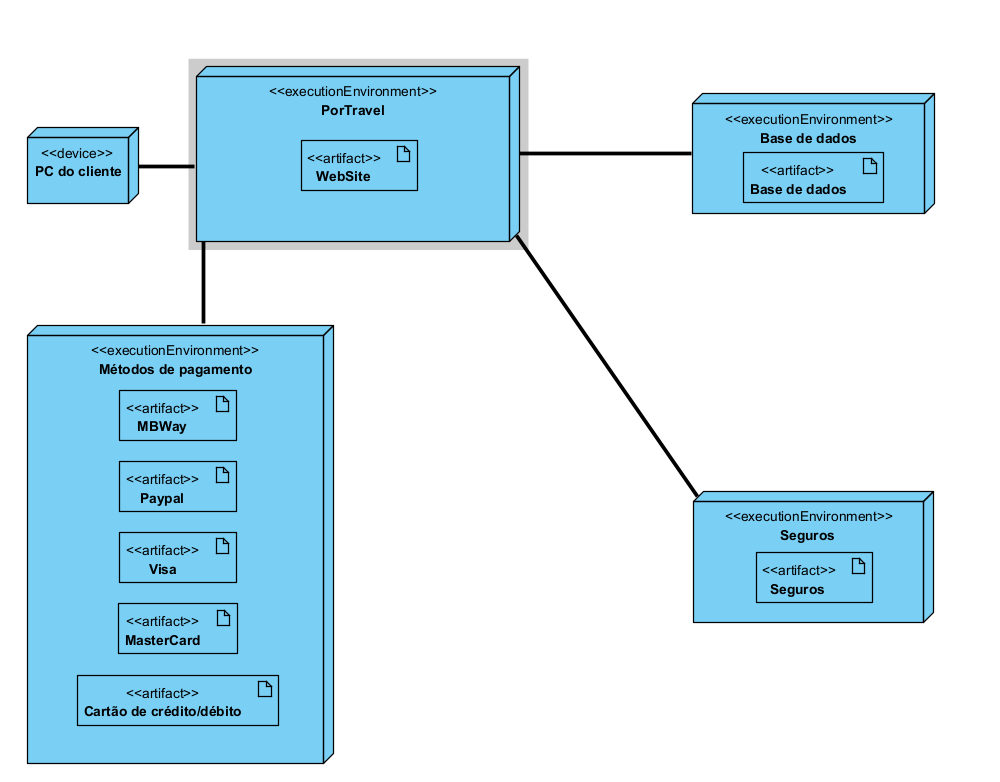 <<executionEnvironment>>
PorTravel
<<artifact>>
WebSite
<<device>>
PC do cliente
<<executionEnvironment>>
Base de dados
<<artifact>>
Base de dados
<<executionEnvironment>>
Métodos de pagamento
<<artifact>>
MBWay
<<artifact>>
Paypal
<<artifact>>
Visa
<<artifact>>
MasterCard
<<artifact>>
Cartão de crédito/débito
<<executionEnvironment>>
Seguros
<<artifact>>
Seguros